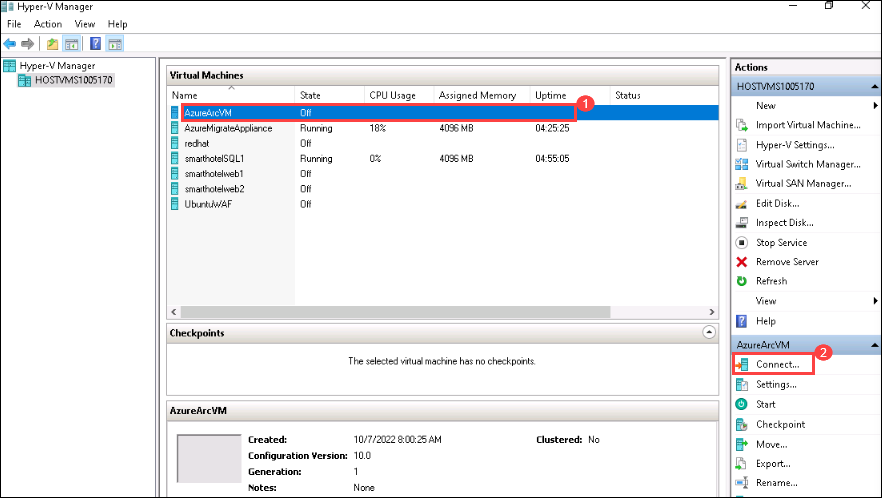 Hyper-V Manager
File Action View Help
Hyper-V Manager
HOSTVMS1005170
Virtual Machines
Name State CPU Usage Assigned Memory Uptime Status
AzureArcVM Off
1
AzureMigrateAppliance Running 18% 4096 MB 04:25:25
redhat Off
smarthotelSQL1 Running 0% 4096 MB 04:55:05
smarthotelweb1 Off
smarthotelweb2 Off
UbuntuWAF Off
Checkpoints
The selected virtual machine has no checkpoints.
AzureArcVM
Created: 10/7/2022 8:00:25 AM Clustered: No
Configuration Version: 10.0
Generation: 1
Notes: None
Actions
HOSTVMS1005170
New
Import Virtual Machine...
Hyper-V Settings...
Virtual Switch Manager...
Virtual SAN Manager...
Edit Disk...
Inspect Disk...
Stop Service
Remove Server
Refresh
View
Help
AzureArcVM
2
Connect...
Settings...
Start
Checkpoint
Move...
Export...
Rename...